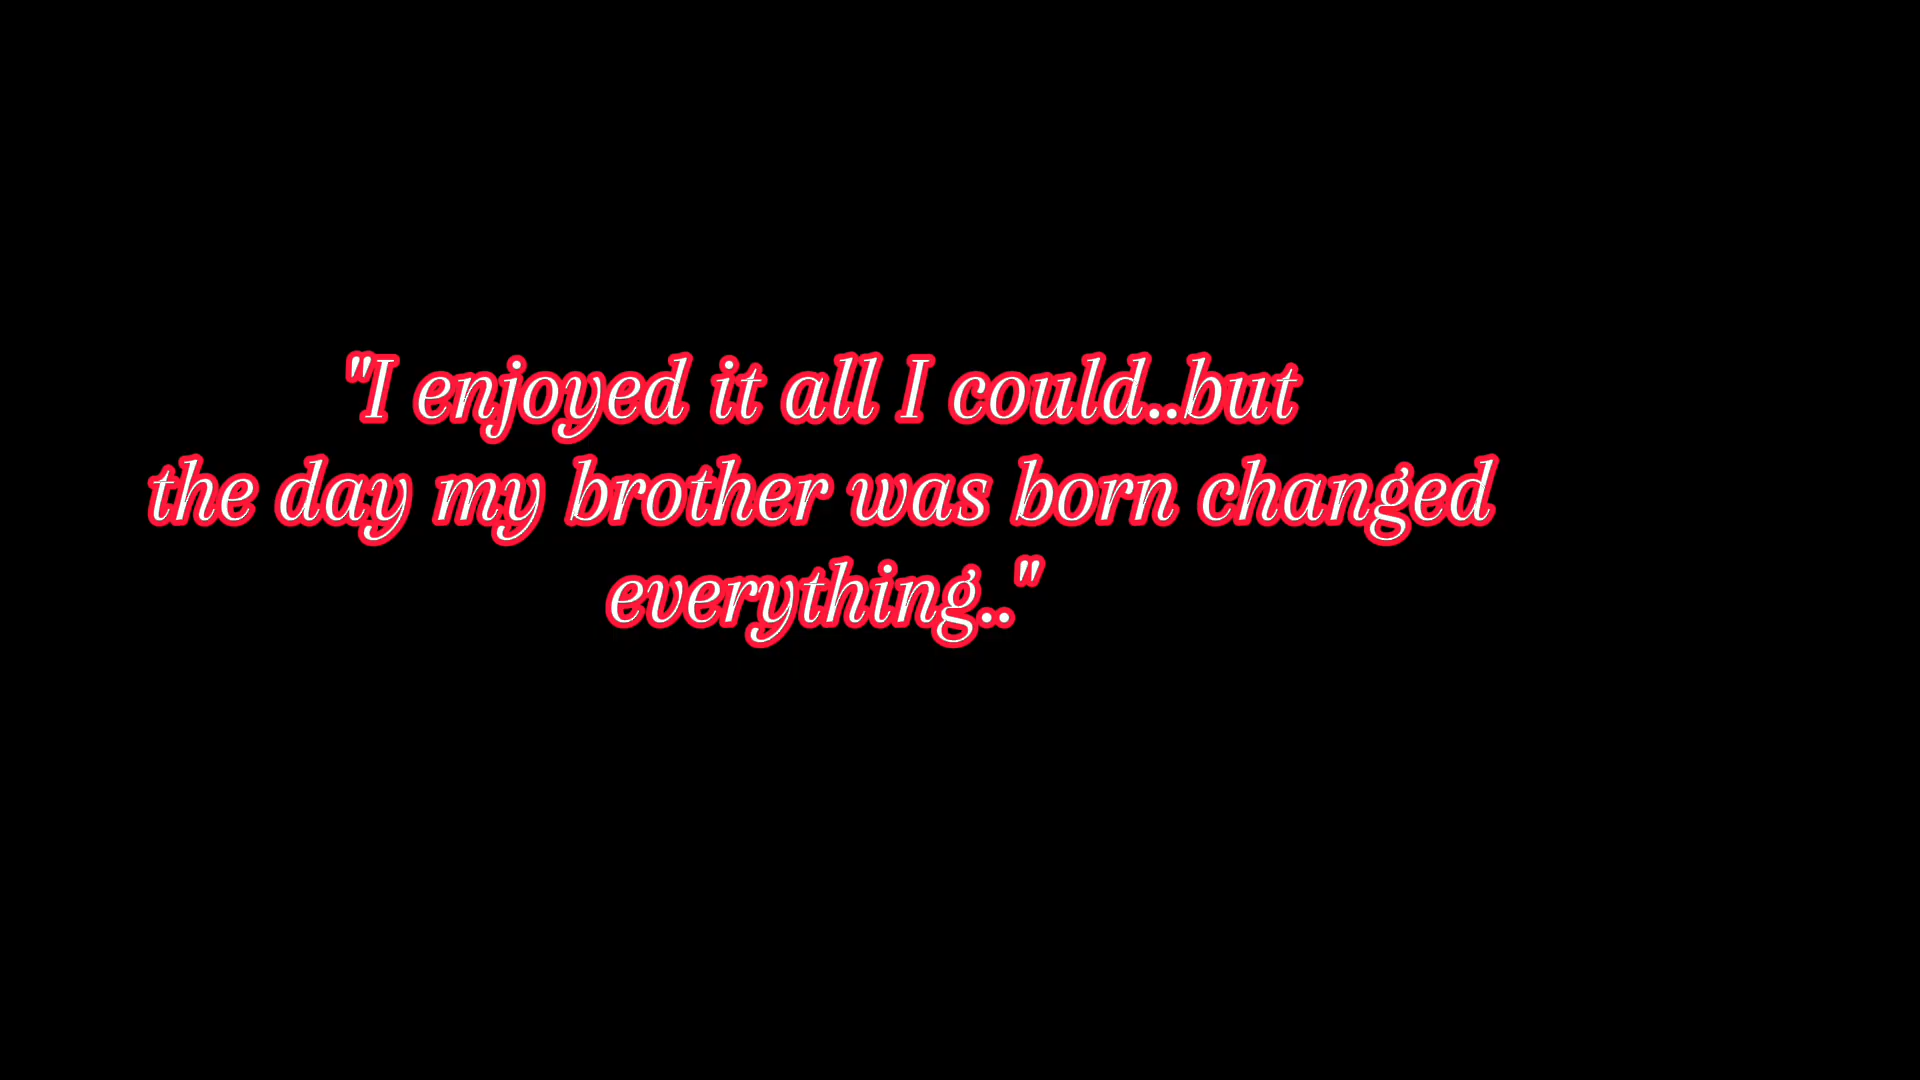 "I enjoyed it all I could..but
the day my brother was born changed
everything.."